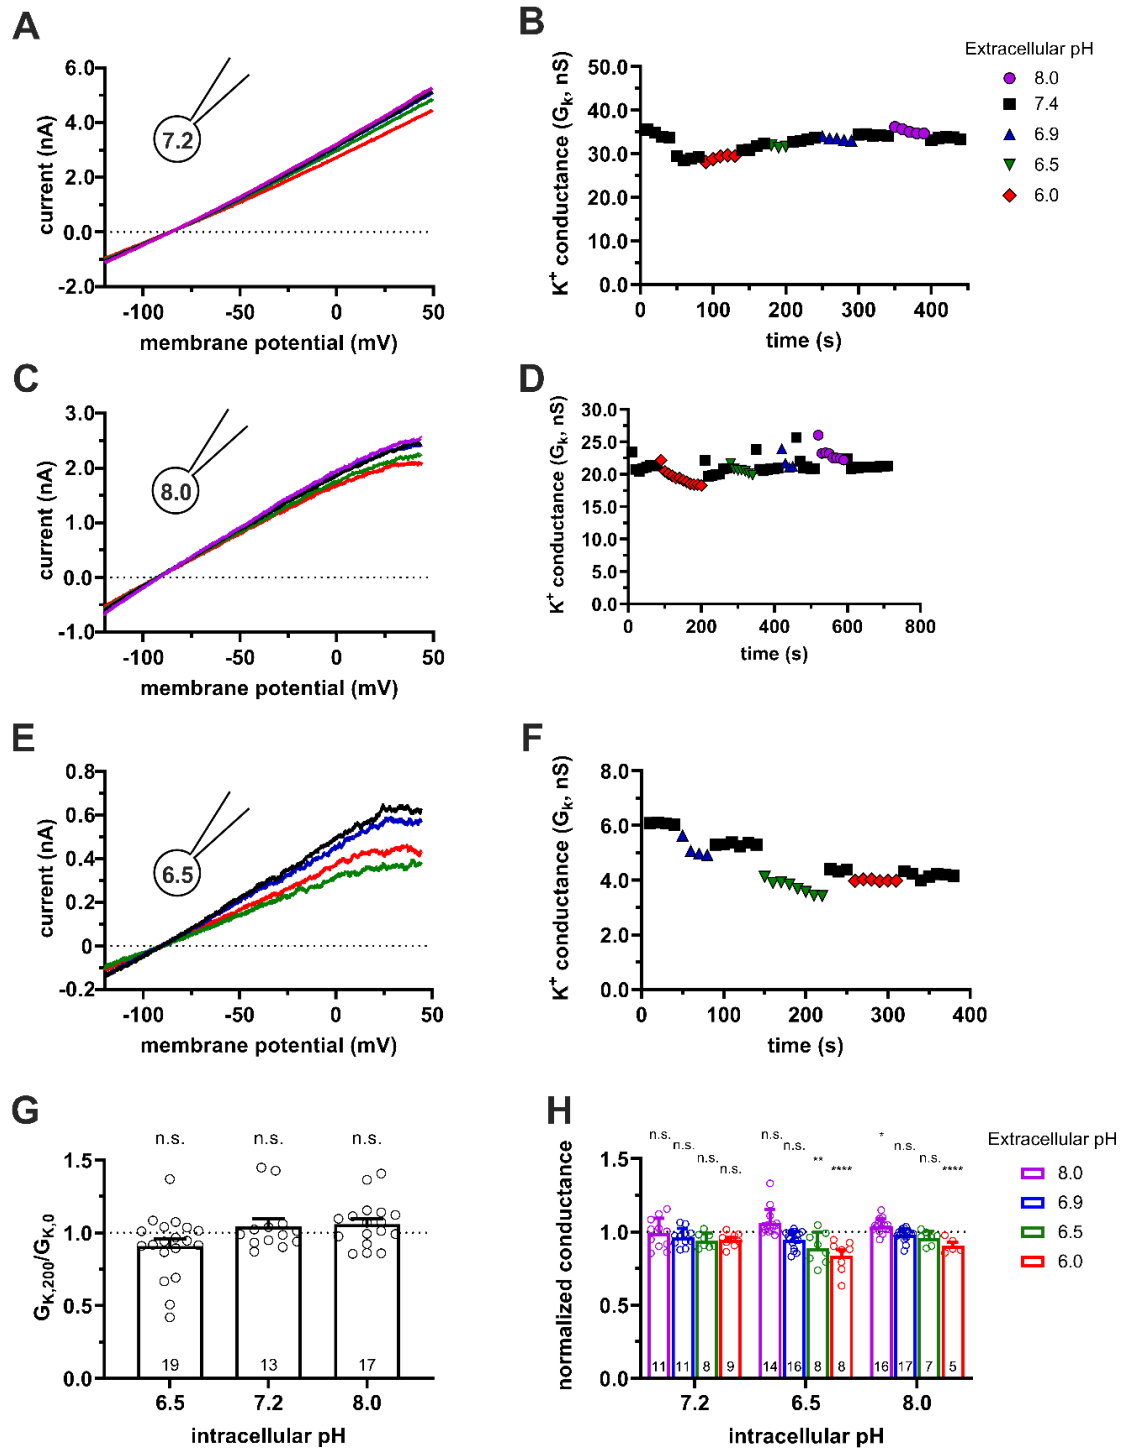 A
6.0
4.0
2.0
0.0
-2.0
current (nA)
7.2
-100 -50 0 50
membrane potential (mV)
B
50.0
40.0
30.0
20.0
10.0
0.0
K+ conductance (Gk, nS)
0 100 200 300 400
time (s)
Extracellular pH
8.0
7.4
6.9
6.5
6.0
C
3.0
2.0
1.0
0.0
-1.0
current (nA)
8.0
-100 -50 0 50
membrane potential (mV)
D
30.0
25.0
20.0
15.0
10.0
5.0
0.0
K+ conductance (Gk, nS)
0 200 400 600 800
time (s)
E
0.8
0.6
0.4
0.2
0
-0.2
current (nA)
6.5
-100 -50 0 50
membrane potential (mV)
F
8.0
6.0
4.0
2.0
0.0
K+ conductance (Gk, nS)
0 100 200 300 400
time (s)
G
n.s. n.s. n.s.
1.5
1.0
0.5
0.0
GK,200/GK,0
19 13 17
6.5 7.2 8.0
intracellular pH
H
n.s. n.s. n.s. n.s. n.s. n.s. ** **** * n.s. n.s. ****
1.5
1.0
0.5
0.0
normalized conductance
11 11 8 9 14 16 8 8 16 17 7 5
7.2 6.5 8.0
intracellular pH
Extracellular pH
8.0
6.9
6.5
6.0